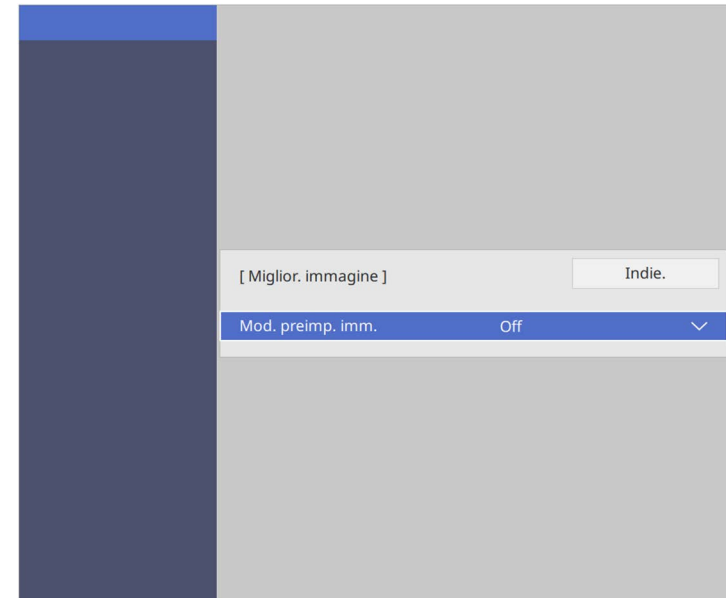 [ Miglior. immagine ]
Indie.
Mod. preimp. imm. Off